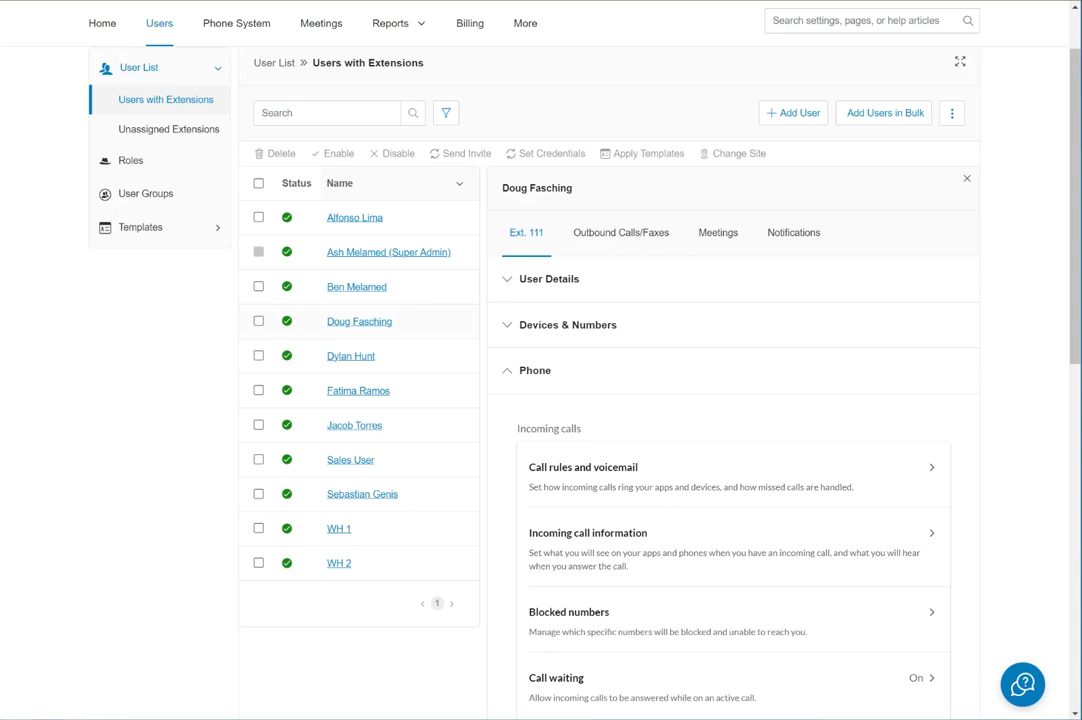 Home Users Phone System Meetings Reports Billing More Search settings, pages, or help articles
User List
Users with Extensions
Unassigned Extensions
Roles
User Groups
Templates
User List » Users with Extensions
Search + Add User Add Users in Bulk
Delete Enable Disable Send Invite Set Credentials Apply Templates Change Site
Status Name
Alfonso Lima
Ash Melamed (Super Admin)
Ben Melamed
Doug Fasching
Dylan Hunt
Fatima Ramos
Jacob Torres
Sales User
Sebastian Genis
WH 1
WH 2
‹ 1 ›
Doug Fasching
Ext. 111 Outbound Calls/Faxes Meetings Notifications
User Details
Devices & Numbers
Phone
Incoming calls
Call rules and voicemail
Set how incoming calls ring your apps and devices, and how missed calls are handled.
Incoming call information
Set what you will see on your apps and phones when you have an incoming call, and what you will hear
when you answer the call.
Blocked numbers
Manage which specific numbers will be blocked and unable to reach you.
Call waiting On
Allow incoming calls to be answered while on an active call.